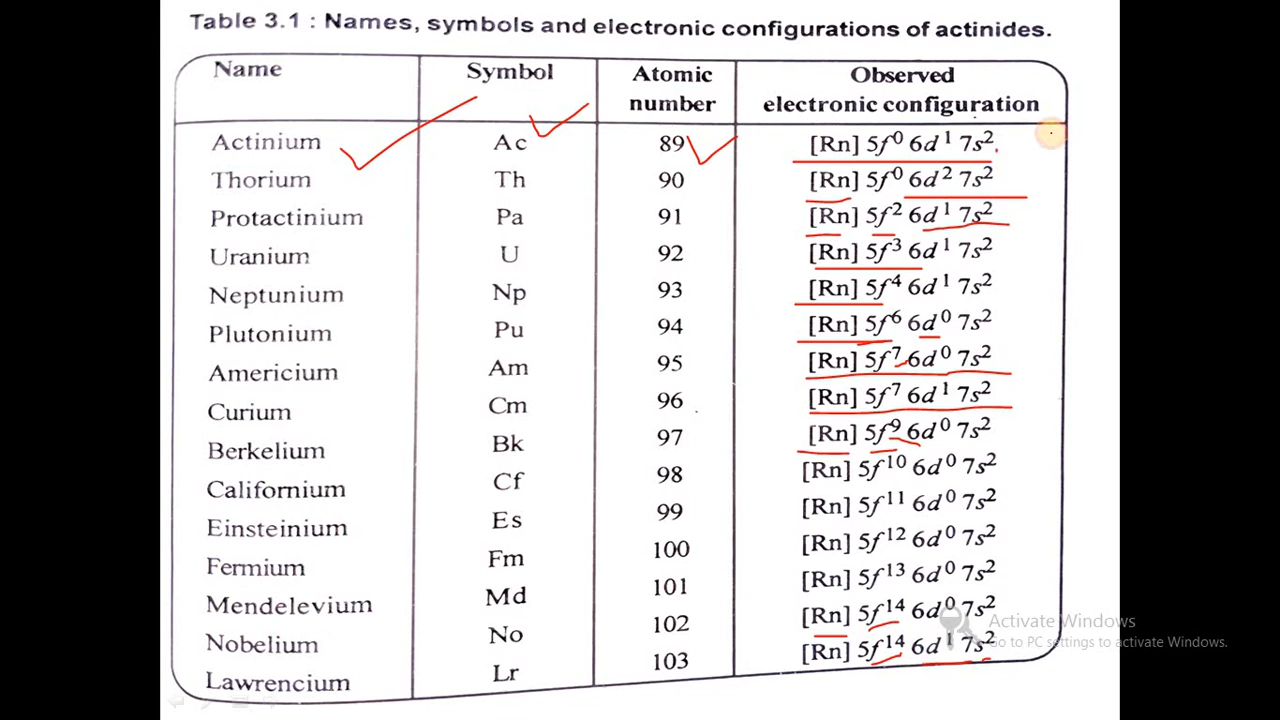 Table 3.1 : Names, symbols and electronic configurations of actinides.
Name Symbol Atomic number Observed electronic configuration
Actinium Ac 89 [Rn] 5f⁰ 6d¹ 7s²
Thorium Th 90 [Rn] 5f⁰ 6d² 7s²
Protactinium Pa 91 [Rn] 5f² 6d¹ 7s²
Uranium U 92 [Rn] 5f³ 6d¹ 7s²
Neptunium Np 93 [Rn] 5f⁴ 6d¹ 7s²
Plutonium Pu 94 [Rn] 5f⁶ 6d⁰ 7s²
Americium Am 95 [Rn] 5f⁷ 6d⁰ 7s²
Curium Cm 96 [Rn] 5f⁷ 6d¹ 7s²
Berkelium Bk 97 [Rn] 5f⁹ 6d⁰ 7s²
Californium Cf 98 [Rn] 5f¹⁰ 6d⁰ 7s²
Einsteinium Es 99 [Rn] 5f¹¹ 6d⁰ 7s²
Fermium Fm 100 [Rn] 5f¹² 6d⁰ 7s²
Mendelevium Md 101 [Rn] 5f¹³ 6d⁰ 7s²
Nobelium No 102 [Rn] 5f¹⁴ 6d⁰ 7s²
Lawrencium Lr 103 [Rn] 5f¹⁴ 6d¹ 7s²
Activate Windows
Go to PC settings to activate Windows.